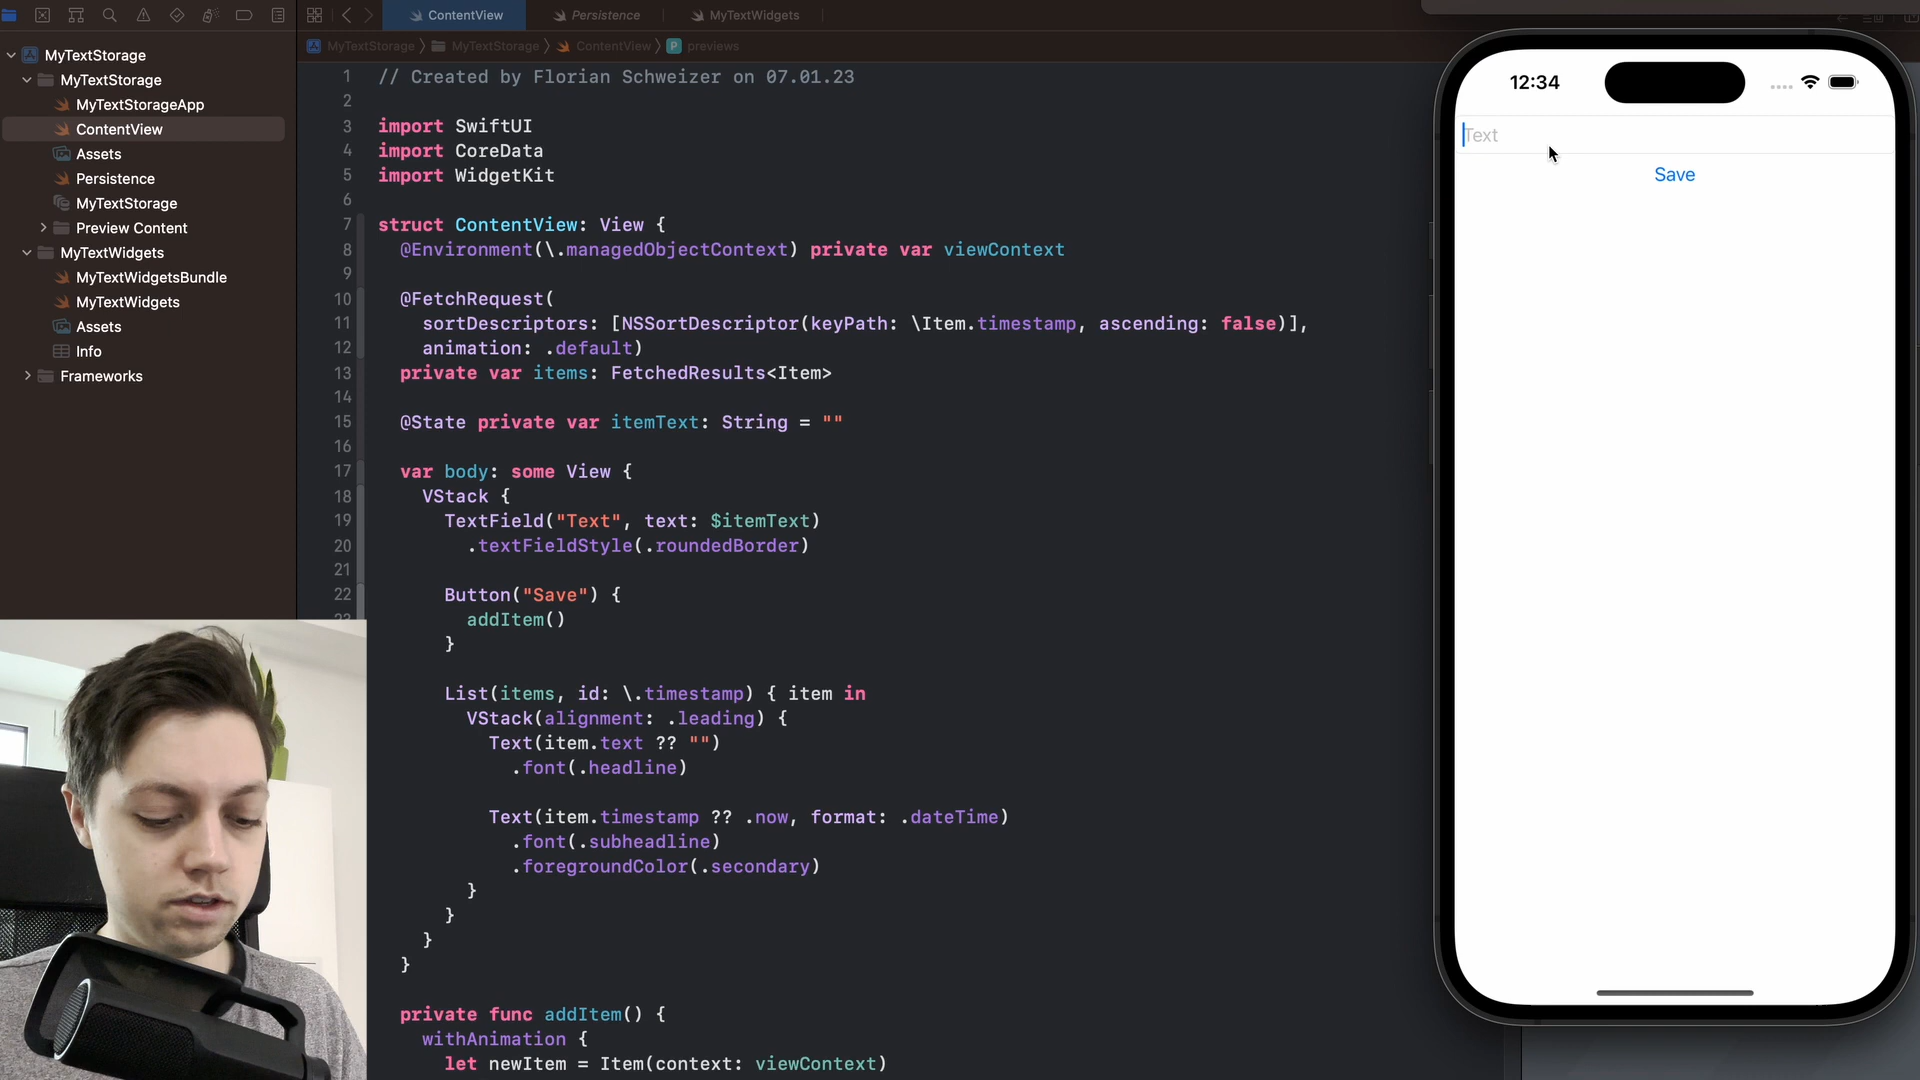 ContentView
Persistence
MyTextWidgets
MyTextStorage
MyTextStorage
MyTextStorageApp
ContentView
Assets
Persistence
MyTextStorage
Preview Content
MyTextWidgets
MyTextWidgetsBundle
MyTextWidgets
Assets
Info
Frameworks
MyTextStorage
MyTextStorage
ContentView
P previews
1 // Created by Florian Schweizer on 07.01.23
2
3 import SwiftUI
4 import CoreData
5 import WidgetKit
6
7 struct ContentView: View {
8 @Environment(\.managedObjectContext) private var viewContext
9
10 @FetchRequest(
11 sortDescriptors: [NSSortDescriptor(keyPath: \Item.timestamp, ascending: false)],
12 animation: .default)
13 private var items: FetchedResults<Item>
14
15 @State private var itemText: String = ""
16
17 var body: some View {
18 VStack {
19 TextField("Text", text: $itemText)
20 .textFieldStyle(.roundedBorder)
21
22 Button("Save") {
addItem()
}
List(items, id: \.timestamp) { item in
VStack(alignment: .leading) {
Text(item.text ?? "")
.font(.headline)
Text(item.timestamp ?? .now, format: .dateTime)
.font(.subheadline)
.foregroundColor(.secondary)
}
}
}
}
private func addItem() {
withAnimation {
let newItem = Item(context: viewContext)
12:34
Text
Save